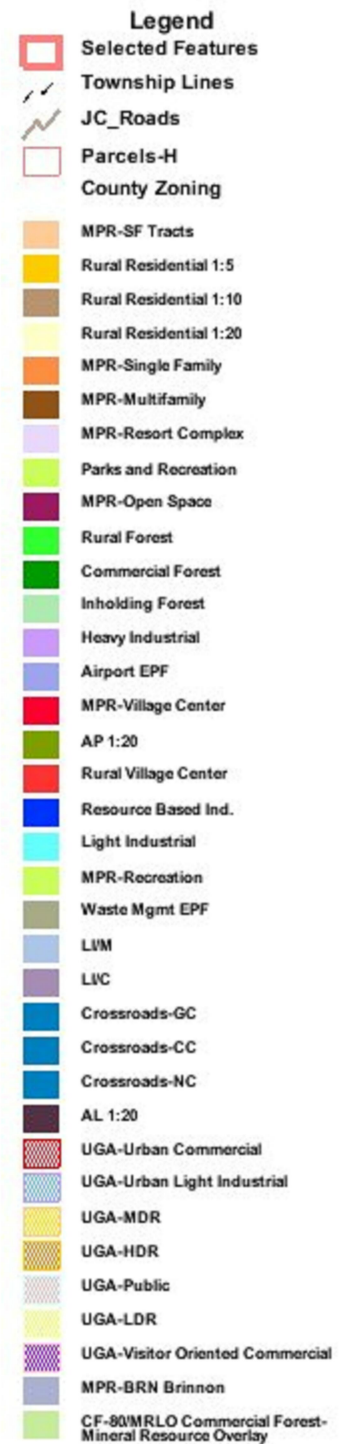 Legend
Selected Features
Township Lines
JC_Roads
Parcels-H
County Zoning
MPR-SF Tracts
Rural Residential 1:5
Rural Residential 1:10
Rural Residential 1:20
MPR-Single Family
MPR-Multifamily
MPR-Resort Complex
Parks and Recreation
MPR-Open Space
Rural Forest
Commercial Forest
Inholding Forest
Heavy Industrial
Airport EPF
MPR-Village Center
AP 1:20
Rural Village Center
Resource Based Ind.
Light Industrial
MPR-Recreation
Waste Mgmt EPF
LI/M
LI/C
Crossroads-GC
Crossroads-CC
Crossroads-NC
AL 1:20
UGA-Urban Commercial
UGA-Urban Light Industrial
UGA-MDR
UGA-HDR
UGA-Public
UGA-LDR
UGA-Visitor Oriented Commercial
MPR-BRN Brinnon
CF-80/MRLO Commercial Forest-
Mineral Resource Overlay